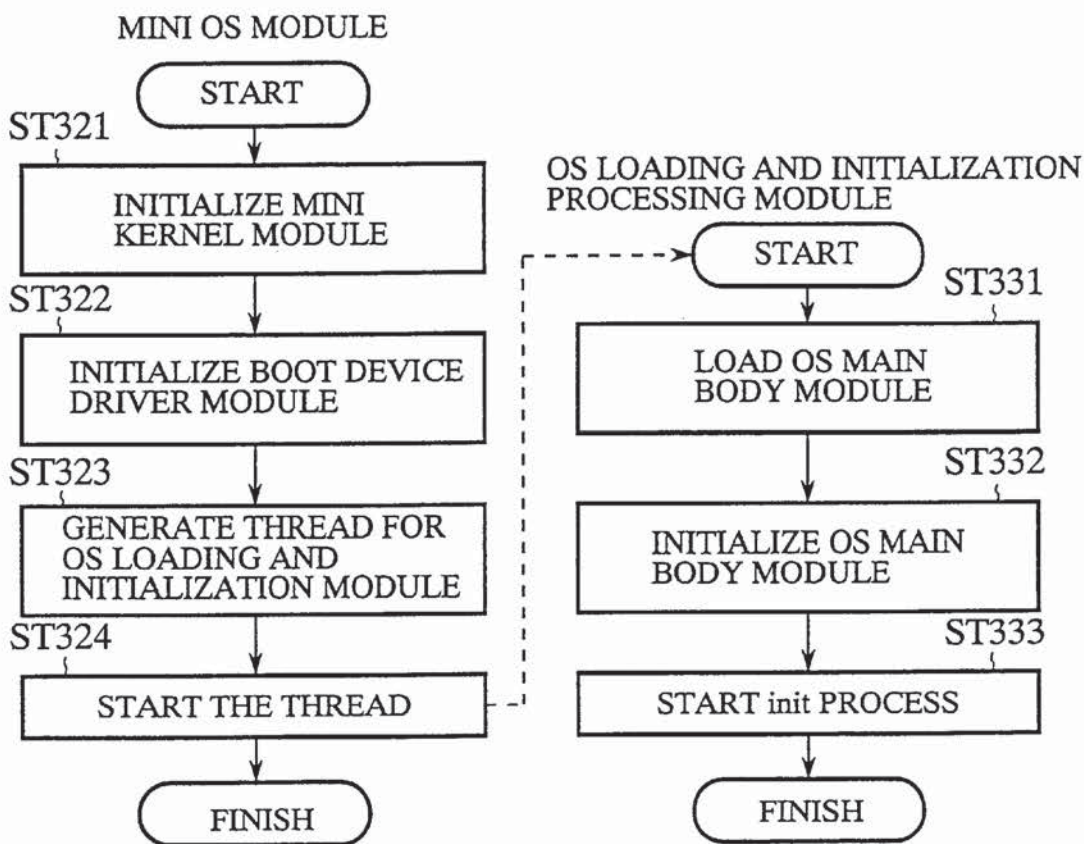 MINI OS MODULE
START
ST321
INITIALIZE MINI
KERNEL MODULE
ST322
INITIALIZE BOOT DEVICE
DRIVER MODULE
ST323
GENERATE THREAD FOR
OS LOADING AND
INITIALIZATION MODULE
ST324
START THE THREAD
FINISH
OS LOADING AND INITIALIZATION
PROCESSING MODULE
START
ST331
LOAD OS MAIN
BODY MODULE
ST332
INITIALIZE OS MAIN
BODY MODULE
ST333
START init PROCESS
FINISH